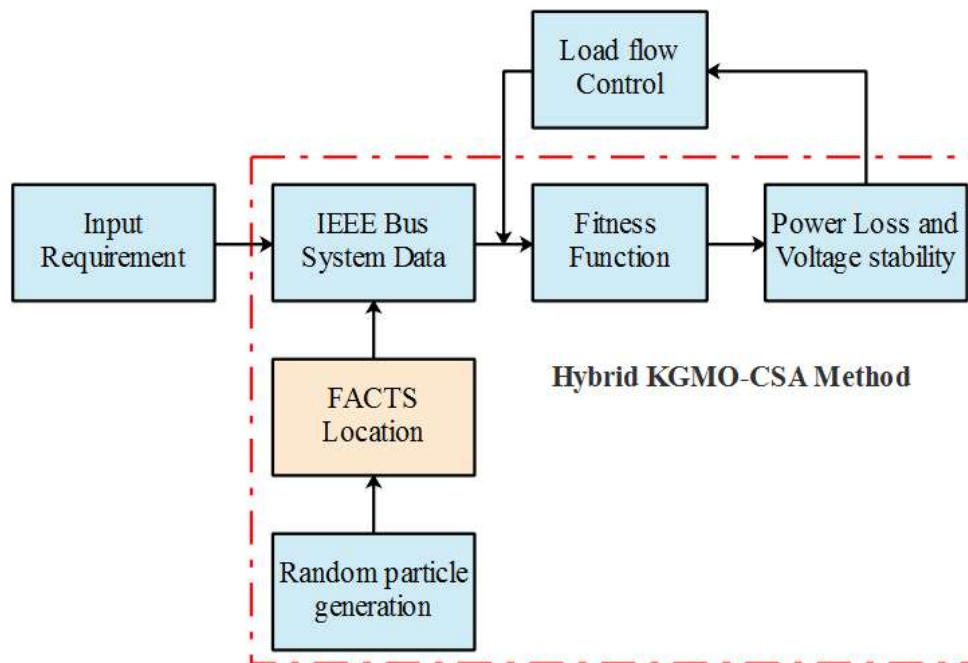 Load flow
Control
Input
Requirement
IEEE Bus
System Data
Fitness
Function
Power Loss and
Voltage stability
FACTS
Location
Hybrid KGMO-CSA Method
Random particle
generation